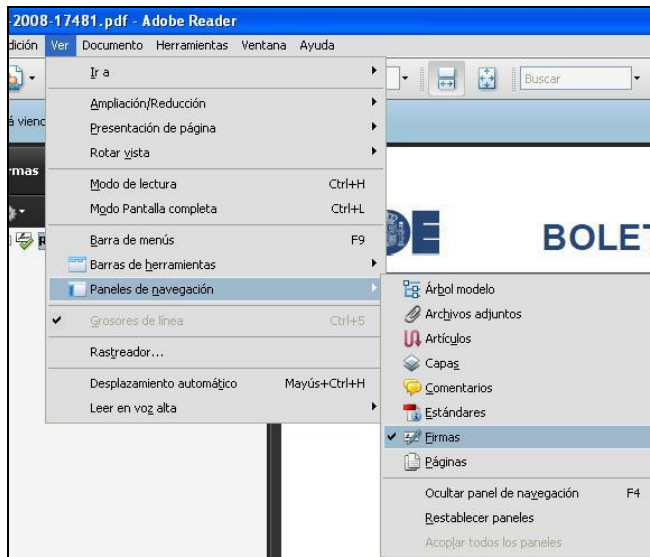 -2008-17481.pdf - Adobe Reader
dición Ver Documento Herramientas Ventana Ayuda
Buscar
á vienc
rmas
Ir a
Ampliación/Reducción
Presentación de página
Rotar vista
Modo de lectura Ctrl+H
Modo Pantalla completa Ctrl+L
Barra de menús F9
Barras de herramientas
Paneles de navegación
Grosores de línea Ctrl+5
Rastreador...
Desplazamiento automático Mayús+Ctrl+H
Leer en voz alta
BOLET
Árbol modelo
Archivos adjuntos
Artículos
Capas
Comentarios
Estándares
Firmas
Páginas
Ocultar panel de navegación F4
Restablecer paneles
Acoplar todos los paneles